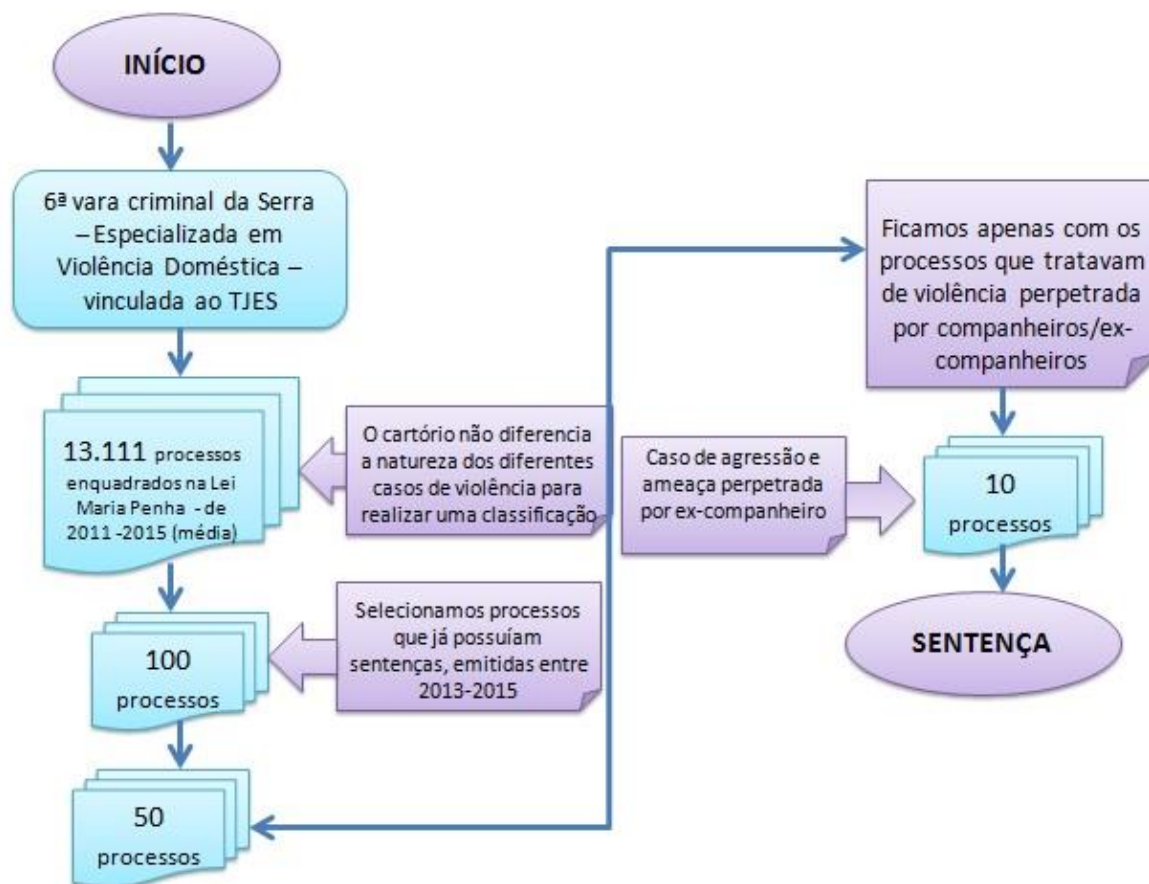 INÍCIO
6ª vara criminal da Serra
– Especializada em
Violência Doméstica –
vinculada ao TJES
13.111 processos
enquadrados na Lei
Maria Penha - de
2011 -2015 (média)
O cartório não diferencia
a natureza dos diferentes
casos de violência para
realizar uma classificação
100
processos
Selecionamos processos
que já possuíam
sentenças, emitidas entre
2013-2015
50
processos
Ficamos apenas com os
processos que tratavam
de violência perpetrada
por companheiros/ex-
companheiros
Caso de agressão e
ameaça perpetrada
por ex-companheiro
10
processos
SENTENÇA